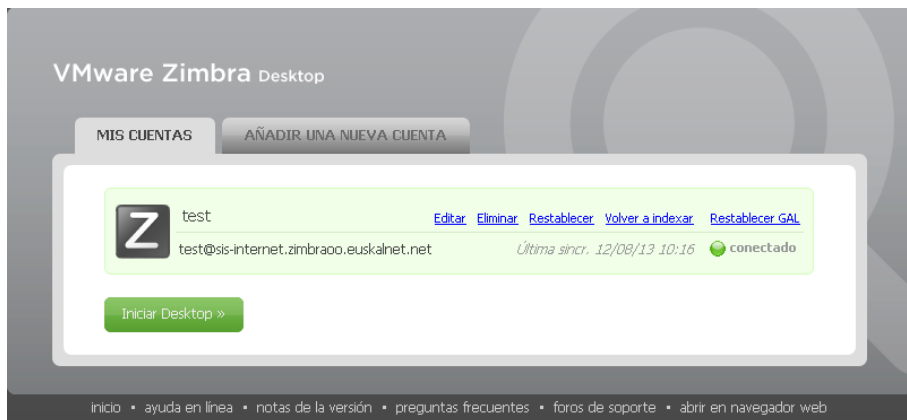 VMware Zimbra Desktop
MIS CUENTAS AÑADIR UNA NUEVA CUENTA
Z
test Editar Eliminar Restablecer Volver a indexar Restablecer GAL
test@sis-internet.zimbraoo.euskalnet.net Última sincr. 12/08/13 10:16 conectado
Iniciar Desktop »
inicio • ayuda en línea • notas de la versión • preguntas frecuentes • foros de soporte • abrir en navegador web